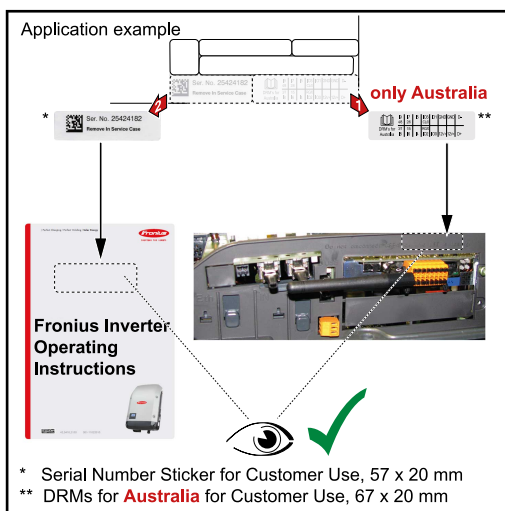 Application example
Ser. No. 25424182
Remove In Service Case
2
1
only Australia
*
Ser. No. 25424182
Remove In Service Case
DRMs for
Australia
**
Fronius
Fronius Inverter
Operating
Instructions
* Serial Number Sticker for Customer Use, 57 x 20 mm
** DRMs for Australia for Customer Use, 67 x 20 mm